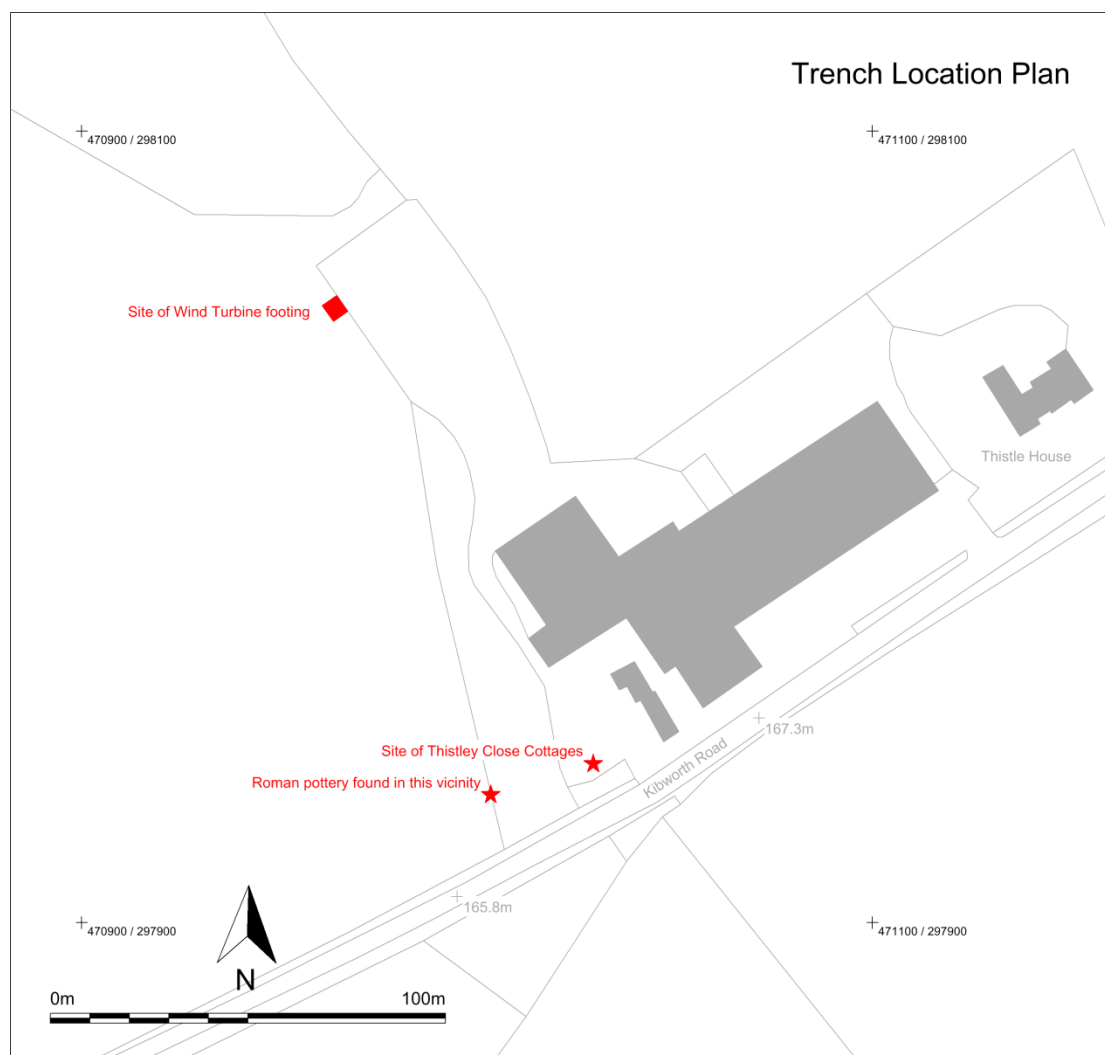 Trench Location Plan
470900 / 298100
471100 / 298100
Site of Wind Turbine footing
Thistle House
167.3m
Kibworth Road
Site of Thistley Close Cottages
Roman pottery found in this vicinity
165.8m
470900 / 297900
471100 / 297900
N
0m
100m